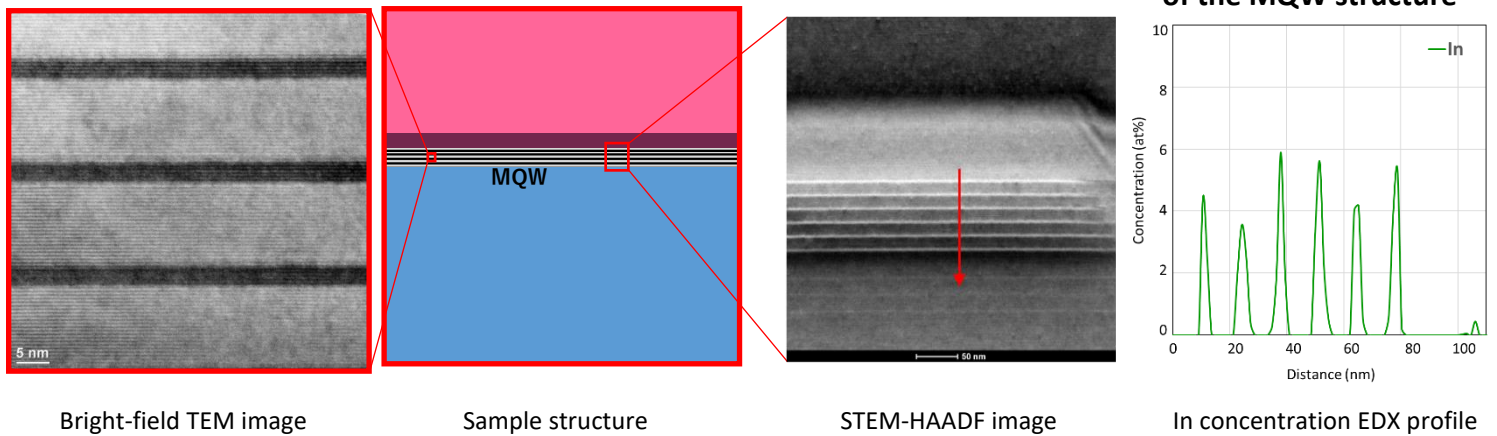 of the MQW structure
5 nm
MQW
50 nm
In
Concentration (at%)
10
8
6
4
2
0
0 20 40 60 80 100
Distance (nm)
Bright-field TEM image
Sample structure
STEM-HAADF image
In concentration EDX profile